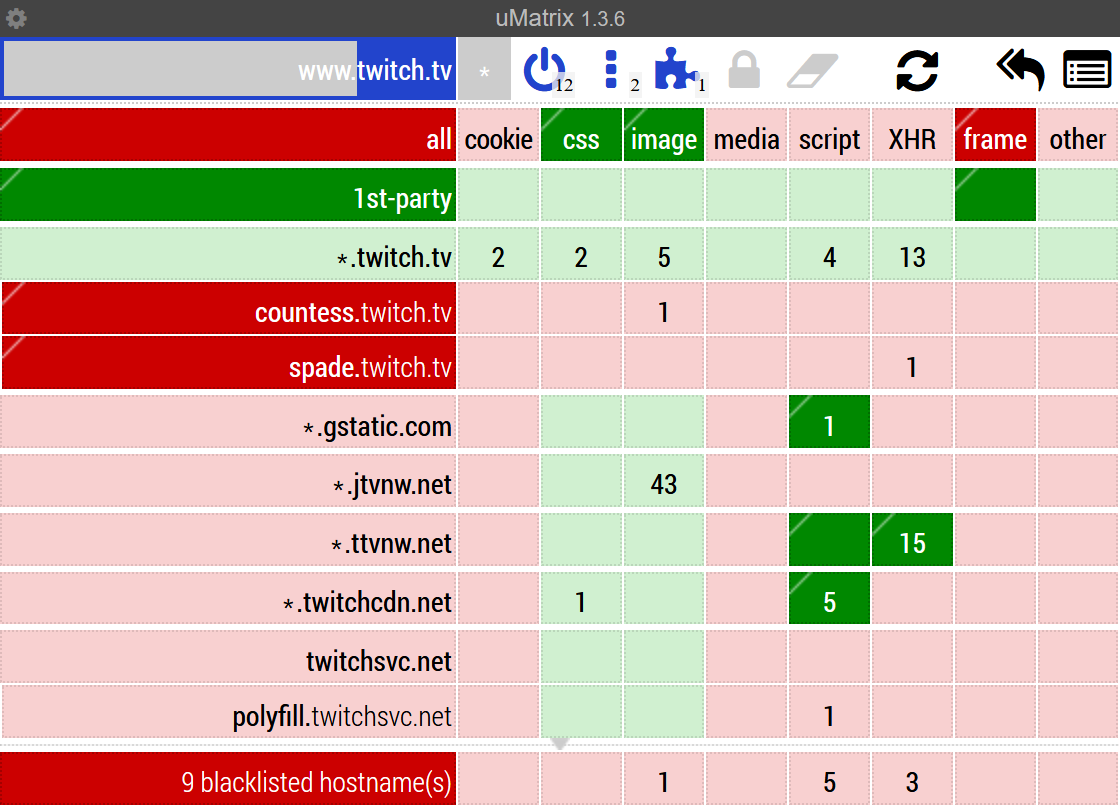 uMatrix 1.3.6
www.twitch.tv * 12 2 1
all cookie css image media script XHR frame other
1st-party
*.twitch.tv 2 2 5 4 13
countess.twitch.tv 1
spade.twitch.tv 1
*.gstatic.com 1
*.jtvnw.net 43
*.ttvnw.net 15
*.twitchcdn.net 1 5
twitchsvc.net
polyfill.twitchsvc.net 1
9 blacklisted hostname(s) 1 5 3